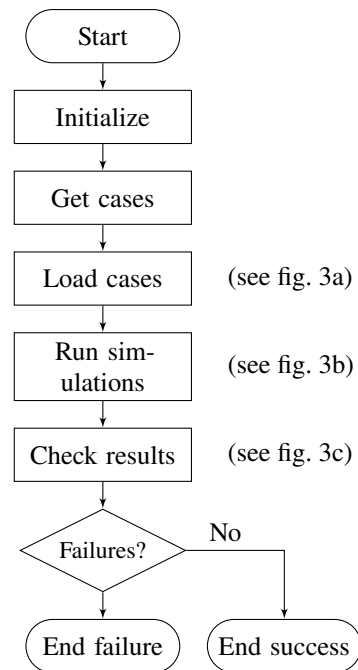 Start
Initialize
Get cases
Load cases
(see fig. 3a)
Run sim-
ulations
(see fig. 3b)
Check results
(see fig. 3c)
Failures?
No
End failure
End success